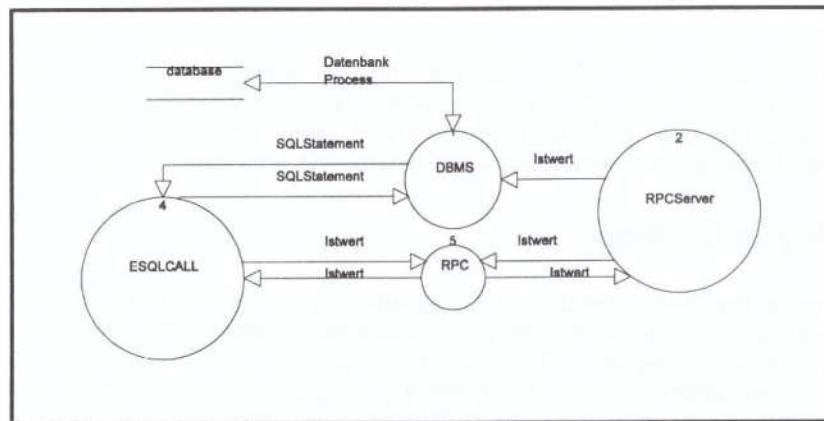 database
Datenbank
Process
SQLStatement
DBMS
Istwert
2
RPCServer
SQLStatement
4
ESQLCALL
Istwert
5
RPC
Istwert
Istwert
Istwert